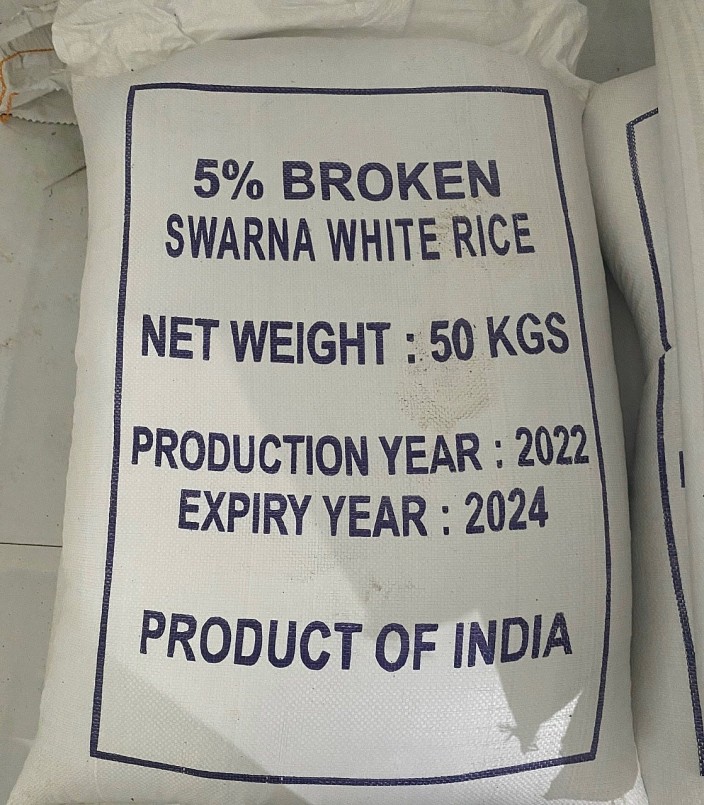 5% BROKEN
SWARNA WHITE RICE
NET WEIGHT : 50 KGS
PRODUCTION YEAR : 2022
EXPIRY YEAR : 2024
PRODUCT OF INDIA